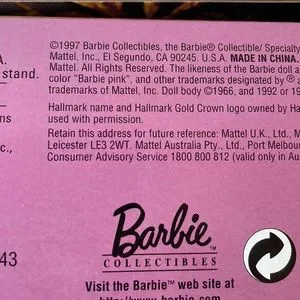 ©1997 Barbie Collectibles, the Barbie® Collectible/ Specialty
A. Mattel, Inc., El Segundo, CA 90245. U.S.A. MADE IN CHINA.
stand. Mattel. All Rights Reserved. The likeness of the Barbie doll a
color "Barbie pink", and other trademarks designated by ® a
trademarks of Mattel, Inc. Doll body ©1966, and 1992 or 19
Hallmark name and Hallmark Gold Crown logo owned by Ha
ns used with permission.
Retain this address for future reference: Mattel U.K., Ltd., M
c., Leicester LE3 2WT. Mattel Australia Pty., Ltd., Port Melbou
Consumer Advisory Service 1800 800 812 (valid only in Au
Barbie
43 COLLECTIBLES
Visit the Barbie™ web site at